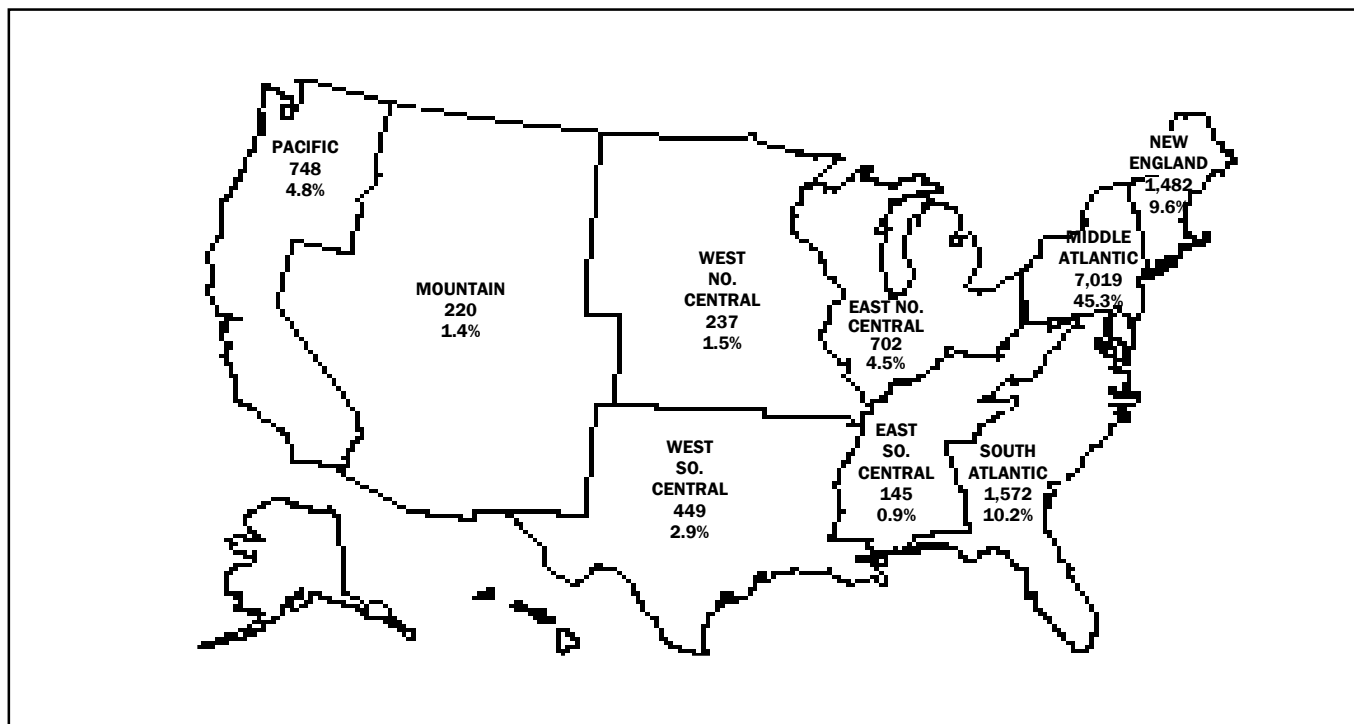 PACIFIC
748
4.8%
MOUNTAIN
220
1.4%
WEST
NO.
CENTRAL
237
1.5%
WEST
SO.
CENTRAL
449
2.9%
EAST NO.
CENTRAL
702
4.5%
EAST
SO.
CENTRAL
145
0.9%
SOUTH
ATLANTIC
1,572
10.2%
MIDDLE
ATLANTIC
7,019
45.3%
NEW
ENGLAND
1,482
9.6%